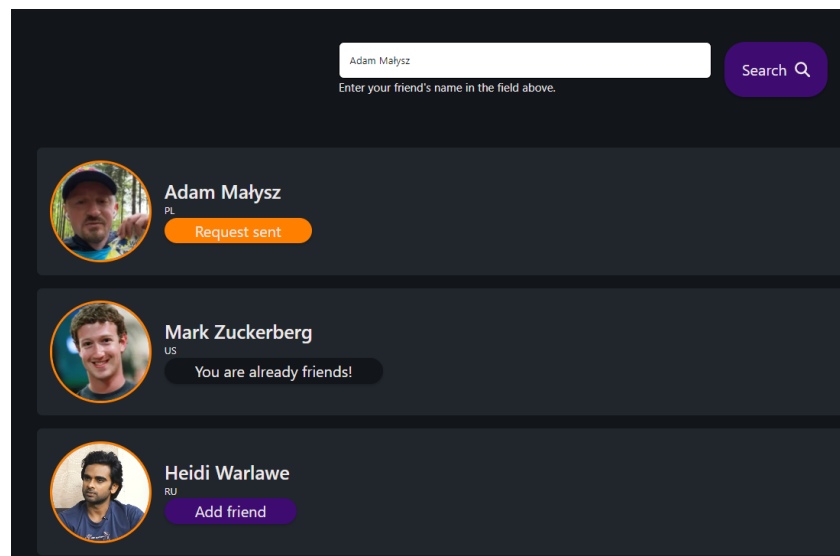 Adam Małysz
Search
Enter your friend's name in the field above.
Adam Małysz
PL
Request sent
Mark Zuckerberg
US
You are already friends!
Heidi Warlawe
RU
Add friend